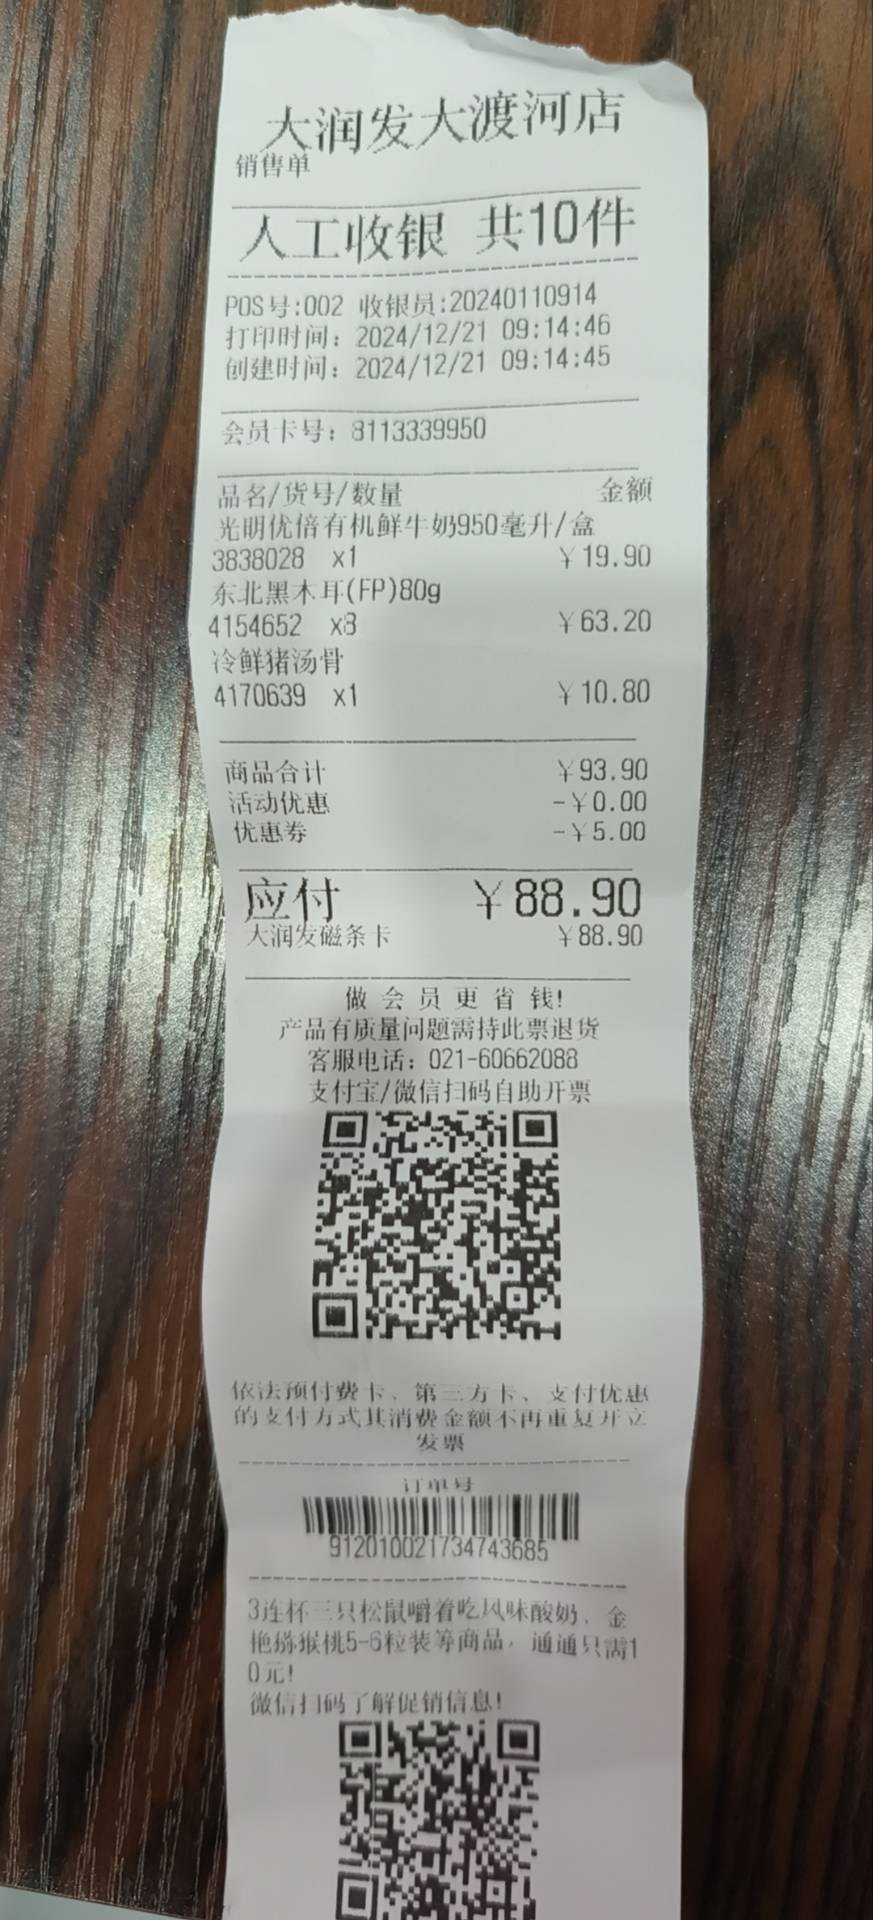 大润发大渡河店
销售单
人工收银 共10件
POS号:002 收银员:20240110914
打印时间: 2024/12/21 09:14:46
创建时间: 2024/12/21 09:14:45
会员卡号: 8113339950
品名/货号/数量 金额
光明优倍有机鲜牛奶950毫升/盒
3838028 x1 ¥19.90
东北黑木耳(FP)80g
4154652 x8 ¥63.20
冷鲜猪汤骨
4170639 x1 ¥10.80
商品合计 ¥93.90
活动优惠 -¥0.00
优惠券 -¥5.00
应付 ¥88.90
大润发磁条卡 ¥88.90
做会员更省钱!
产品有质量问题需持此票退货
客服电话: 021-60662088
支付宝/微信扫码自助开票
依法预付费卡、第三方卡、支付优惠
的支付方式其消费金额不再重复开立
发票
订单号
912010021734743685
3连杯三只松鼠嚼着吃风味酸奶、金
艳猕猴桃5-6粒装等商品，通通只需1
0元!
微信扫码了解促销信息!